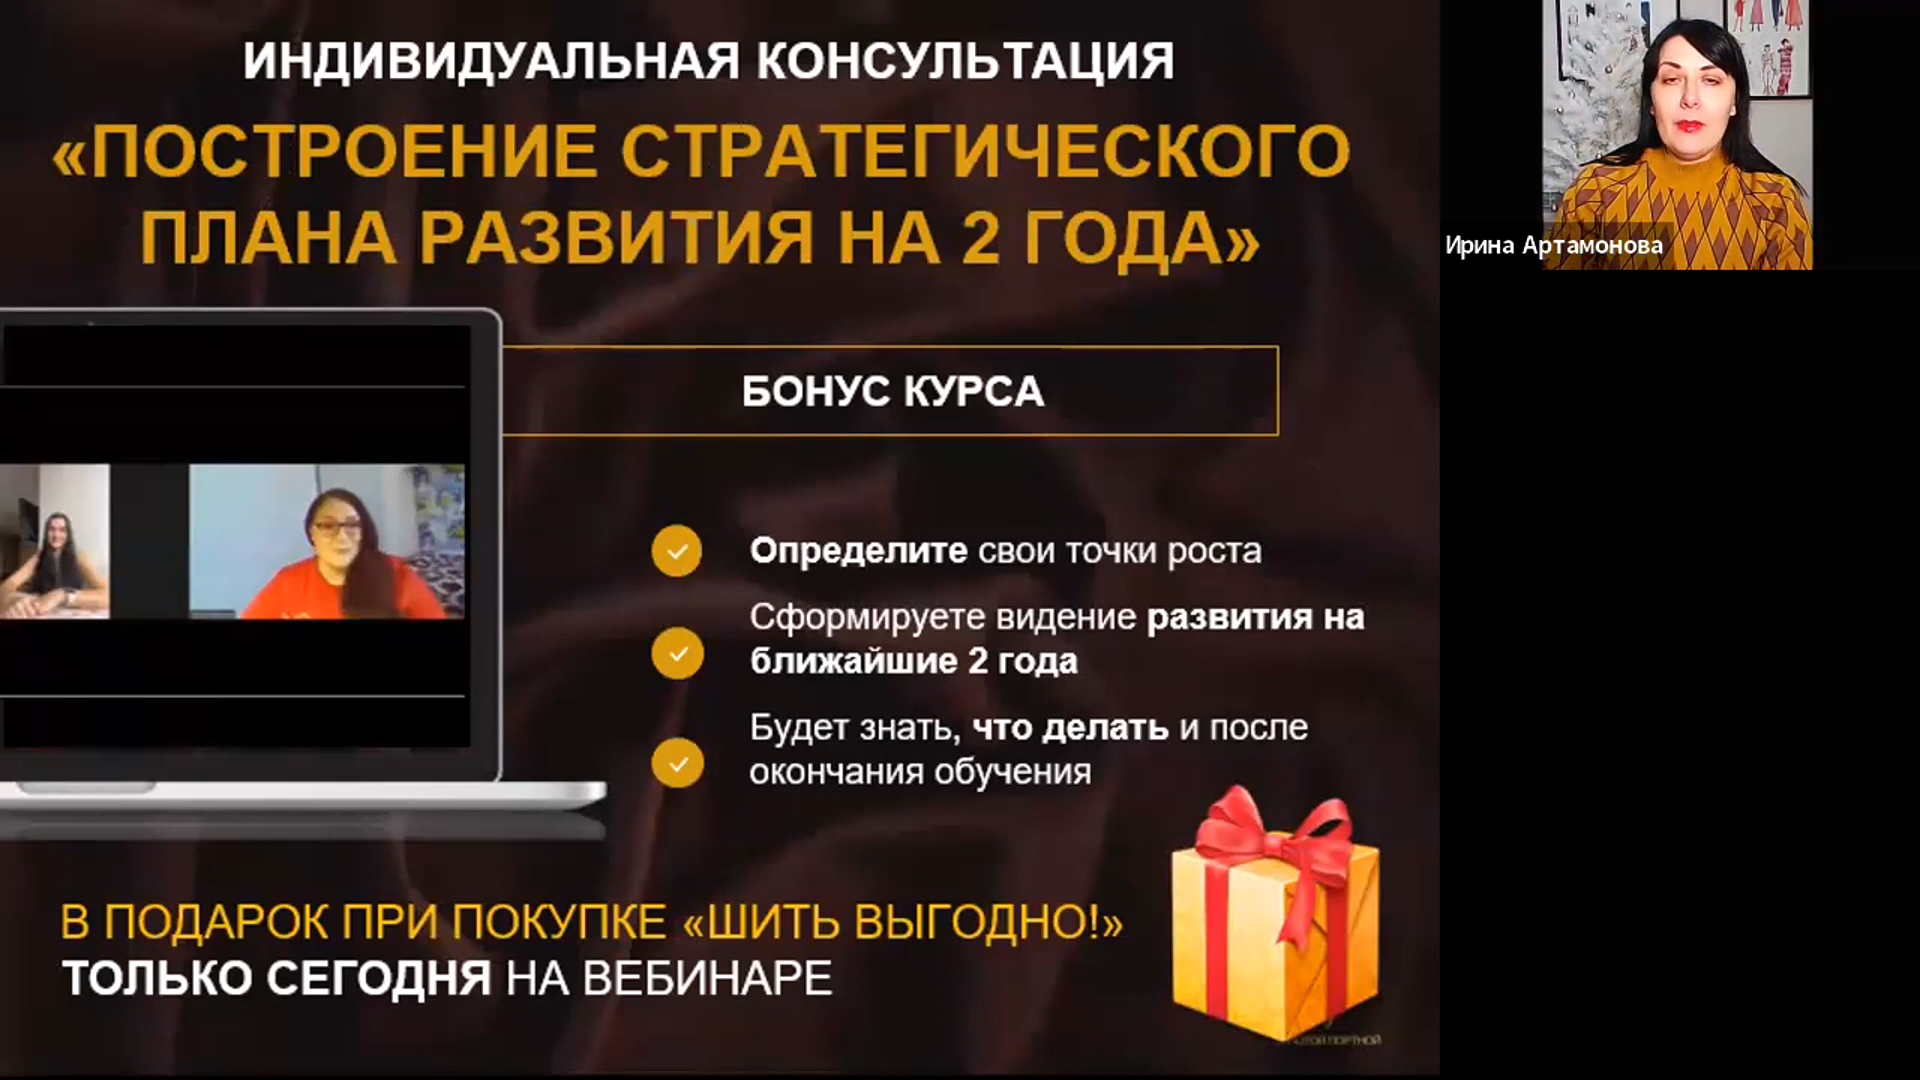 ИНДИВИДУАЛЬНАЯ КОНСУЛЬТАЦИЯ
«ПОСТРОЕНИЕ СТРАТЕГИЧЕСКОГО
ПЛАНА РАЗВИТИЯ НА 2 ГОДА»
Ирина Артамонова
БОНУС КУРСА
Определите свои точки роста
Сформируете видение развития на
ближайшие 2 года
Будет знать, что делать и после
окончания обучения
В ПОДАРОК ПРИ ПОКУПКЕ «ШИТЬ ВЫГОДНО!»
ТОЛЬКО СЕГОДНЯ НА ВЕБИНАРЕ
ПОРТНОЙ